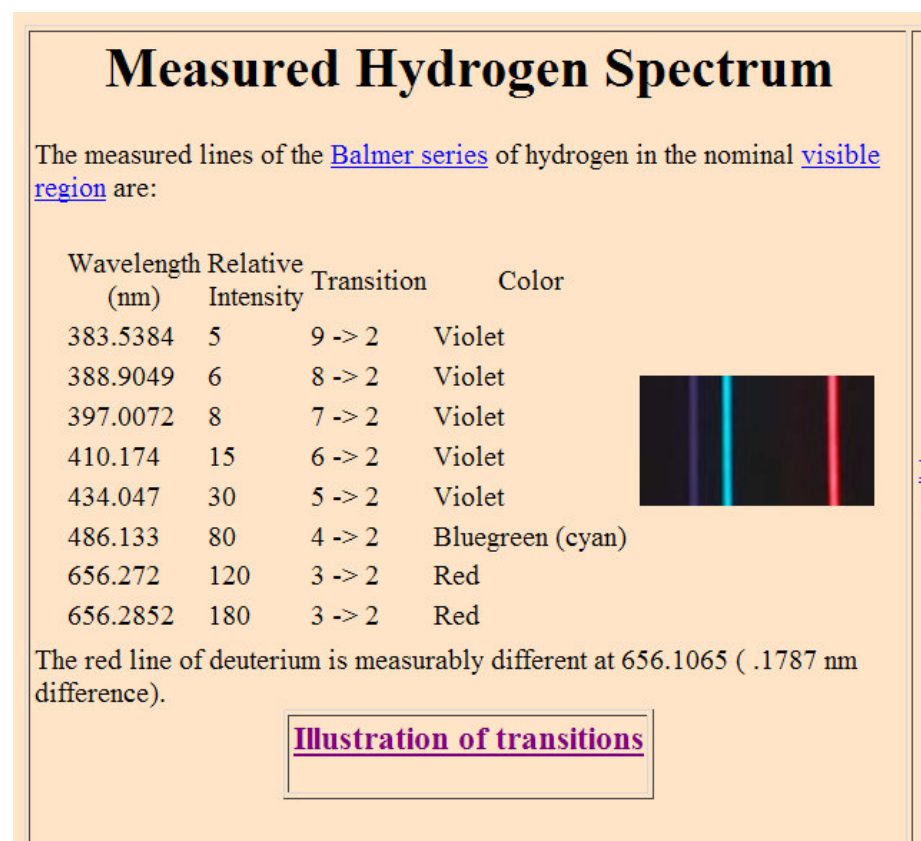 Measured Hydrogen Spectrum
The measured lines of the Balmer series of hydrogen in the nominal visible
region are:
Wavelength Relative Transition Color
(nm) Intensity
383.5384 5 9 -> 2 Violet
388.9049 6 8 -> 2 Violet
397.0072 8 7 -> 2 Violet
410.174 15 6 -> 2 Violet
434.047 30 5 -> 2 Violet
486.133 80 4 -> 2 Bluegreen (cyan)
656.272 120 3 -> 2 Red
656.2852 180 3 -> 2 Red
The red line of deuterium is measurably different at 656.1065 ( .1787 nm
difference).
Illustration of transitions